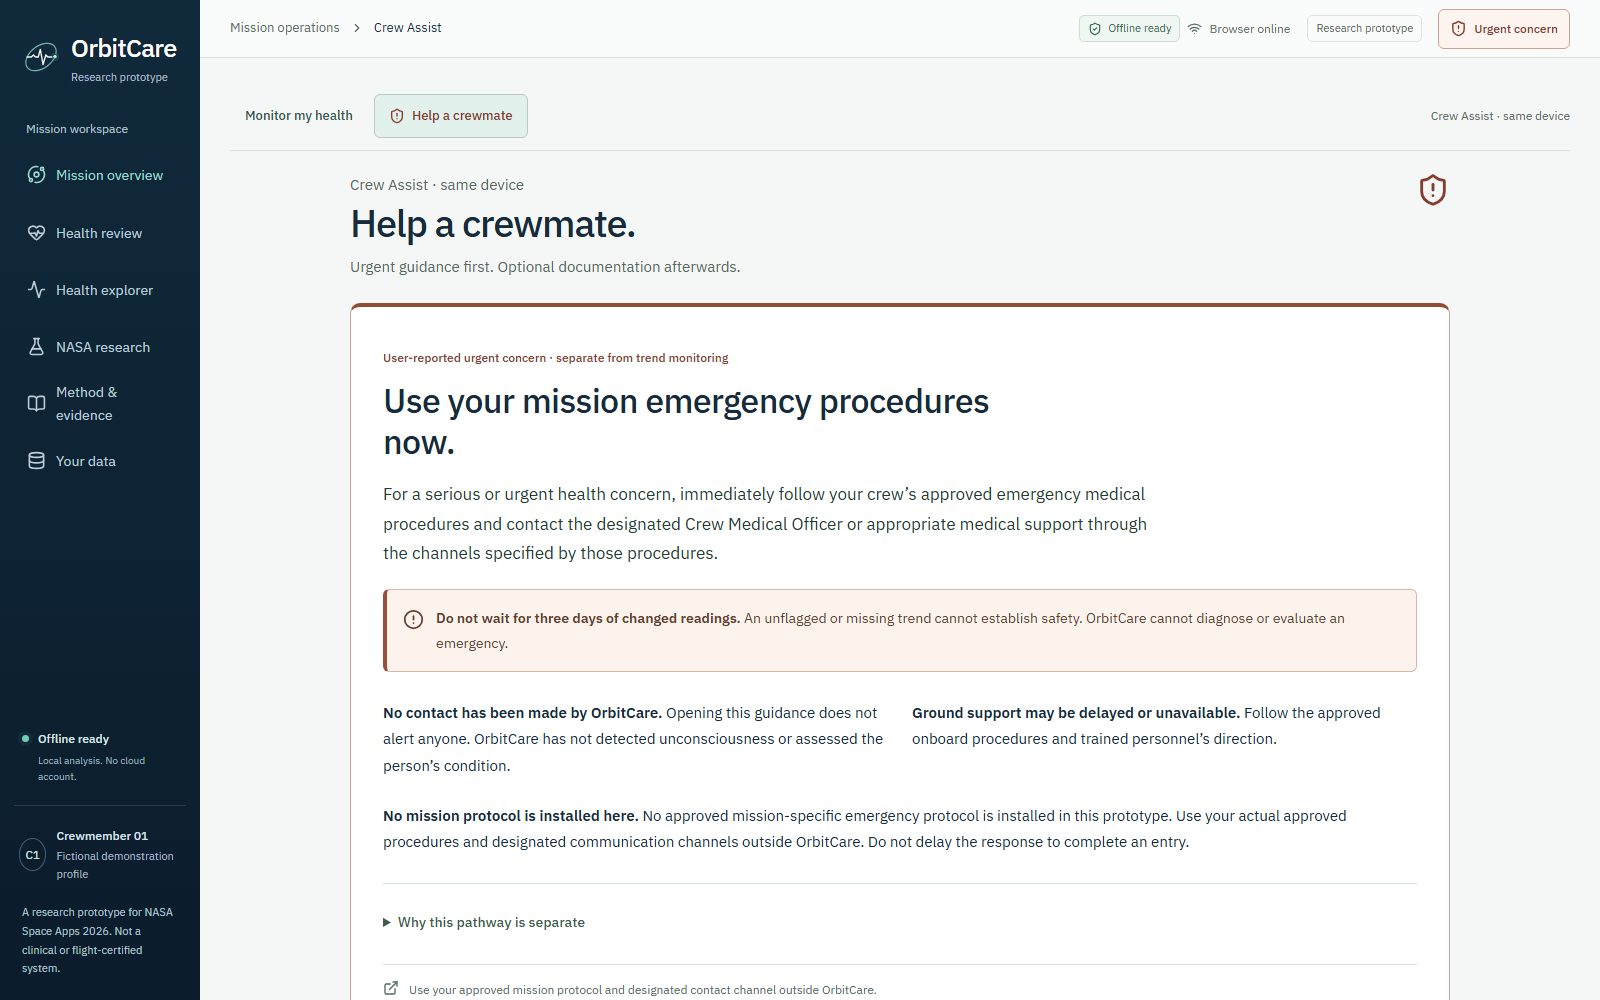 OrbitCare
Research prototype
Mission workspace
Mission overview
Health review
Health explorer
NASA research
Method &
evidence
Your data
Offline ready
Local analysis. No cloud
account.
C1
Crewmember 01
Fictional demonstration
profile
A research prototype for NASA
Space Apps 2026. Not a
clinical or flight-certified
system.
Mission operations > Crew Assist
Offline ready
Browser online
Research prototype
Urgent concern
Monitor my health
Help a crewmate
Crew Assist · same device
Crew Assist · same device
Help a crewmate.
Urgent guidance first. Optional documentation afterwards.
User-reported urgent concern · separate from trend monitoring
Use your mission emergency procedures
now.
For a serious or urgent health concern, immediately follow your crew’s approved emergency medical
procedures and contact the designated Crew Medical Officer or appropriate medical support through
the channels specified by those procedures.
Do not wait for three days of changed readings. An unflagged or missing trend cannot establish safety. OrbitCare cannot diagnose or evaluate an
emergency.
No contact has been made by OrbitCare. Opening this guidance does not
alert anyone. OrbitCare has not detected unconsciousness or assessed the
person’s condition.
Ground support may be delayed or unavailable. Follow the approved
onboard procedures and trained personnel’s direction.
No mission protocol is installed here. No approved mission-specific emergency protocol is installed in this prototype. Use your actual approved
procedures and designated communication channels outside OrbitCare. Do not delay the response to complete an entry.
Why this pathway is separate
Use your approved mission protocol and designated contact channel outside OrbitCare.